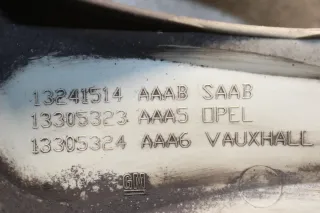 13241514 AAAB SAAB
13305323 AAA5 OPEL
13305324 AAA6 VAUXHALL
GM